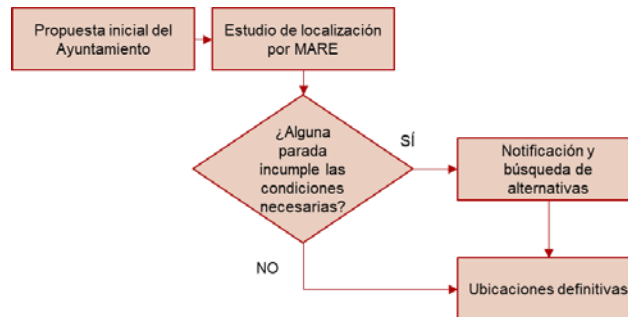 Propuesta inicial del
Ayuntamiento
Estudio de localización
por MARE
¿Alguna
parada
incumple las
condiciones
necesarias?
SÍ
Notificación y
búsqueda de
alternativas
NO
Ubicaciones definitivas